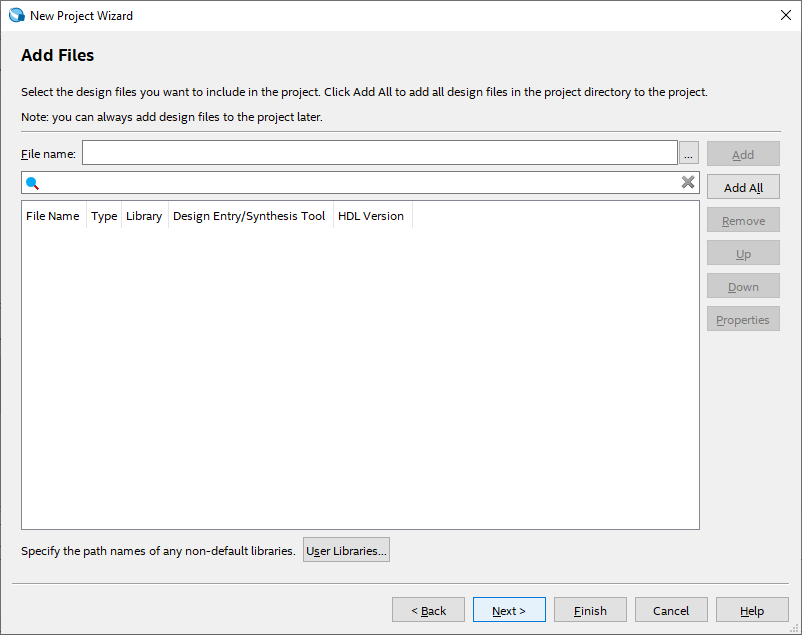 New Project Wizard
Add Files
Select the design files you want to include in the project. Click Add All to add all design files in the project directory to the project.
Note: you can always add design files to the project later.
File name:
...
Add
Add All
File Name Type Library Design Entry/Synthesis Tool HDL Version
Remove
Up
Down
Properties
Specify the path names of any non-default libraries. User Libraries...
< Back Next > Finish Cancel Help